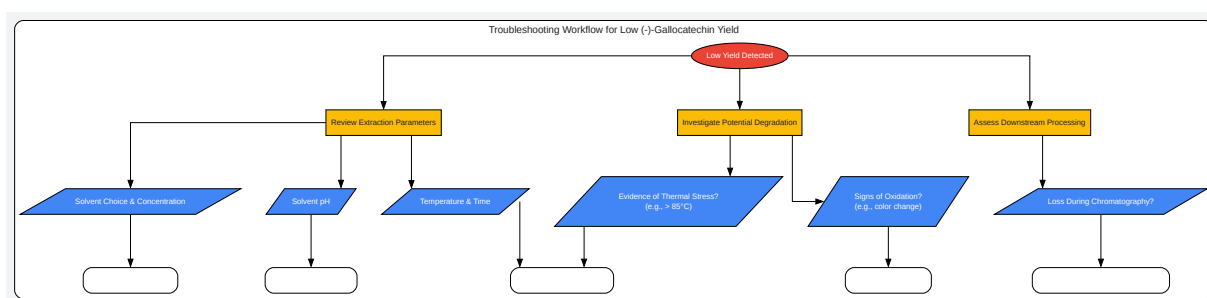 Troubleshooting Workflow for Low (-)-Gallocatechin Yield
Low Yield Detected
Review Extraction Parameters
Investigate Potential Degradation
Assess Downstream Processing
Solvent Choice & Concentration
Solvent pH
Temperature & Time
Evidence of Thermal Stress?
(e.g., > 85°C)
Signs of Oxidation?
(e.g., color change)
Loss During Chromatography?